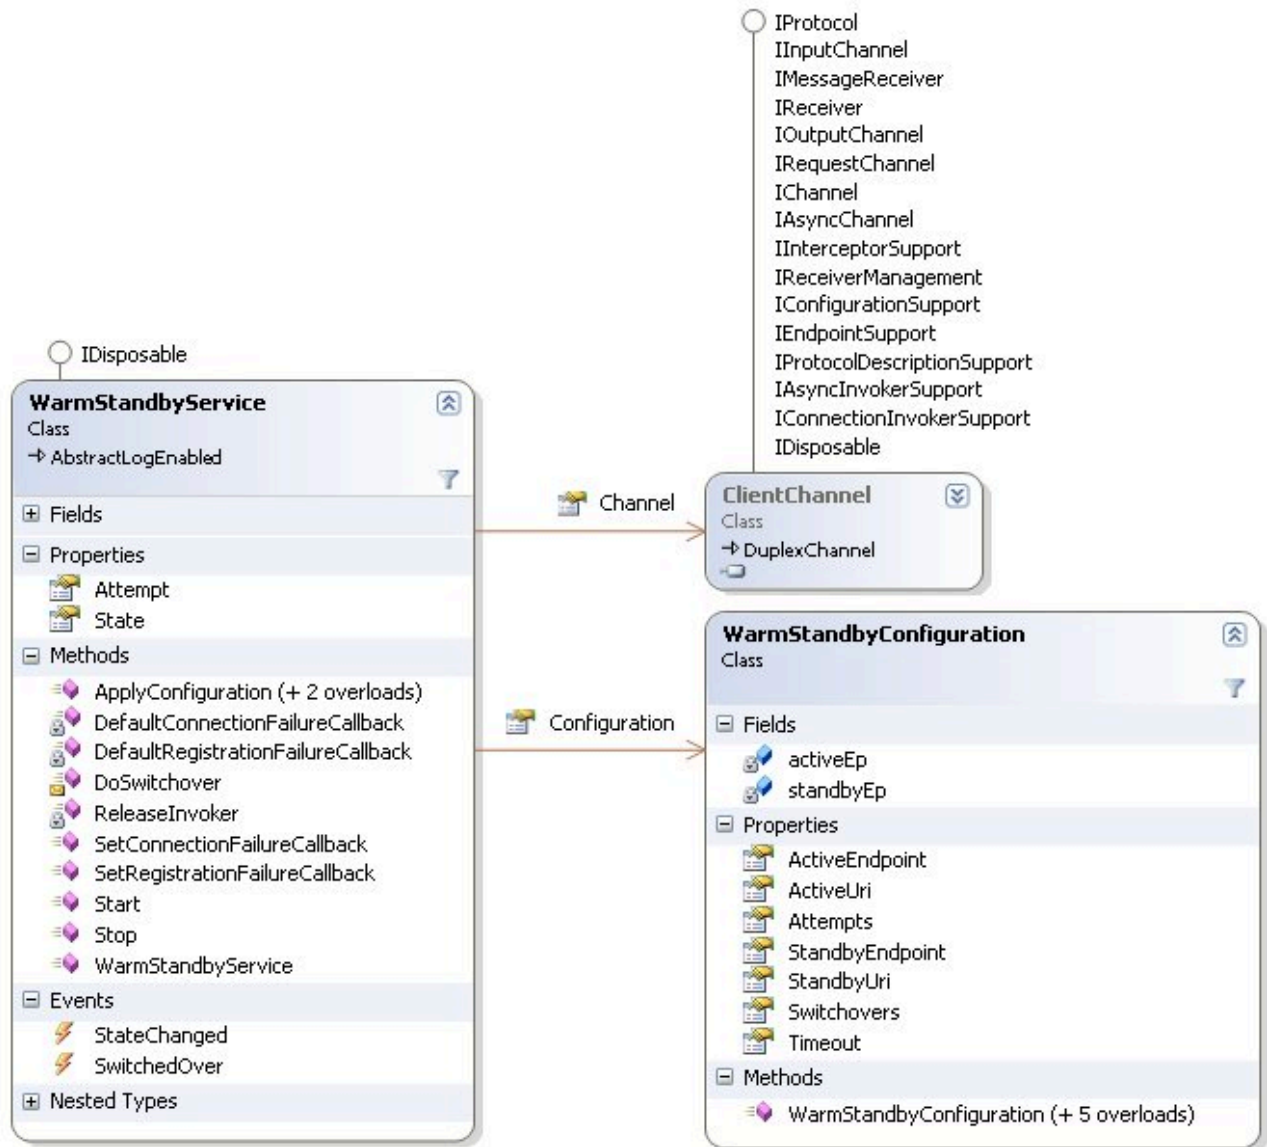 IProtocol
IInputChannel
IMessageReceiver
IReceiver
IOutputChannel
IRequestChannel
IChannel
IAsyncChannel
IInterceptorSupport
IReceiverManagement
IConfigurationSupport
IEndpointSupport
IProtocolDescriptionSupport
IAsyncInvokerSupport
IConnectionInvokerSupport
IDisposable
IDisposable
WarmStandbyService
Class
AbstractLogEnabled
Fields
Properties
Attempt
State
Methods
ApplyConfiguration (+ 2 overloads)
DefaultConnectionFailureCallback
DefaultRegistrationFailureCallback
DoSwitchover
ReleaseInvoker
SetConnectionFailureCallback
SetRegistrationFailureCallback
Start
Stop
WarmStandbyService
Events
StateChanged
SwitchedOver
Nested Types
Channel
ClientChannel
Class
DuplexChannel
Configuration
WarmStandbyConfiguration
Class
Fields
activeEp
standbyEp
Properties
ActiveEndpoint
ActiveUri
Attempts
StandbyEndpoint
StandbyUri
Switchovers
Timeout
Methods
WarmStandbyConfiguration (+ 5 overloads)